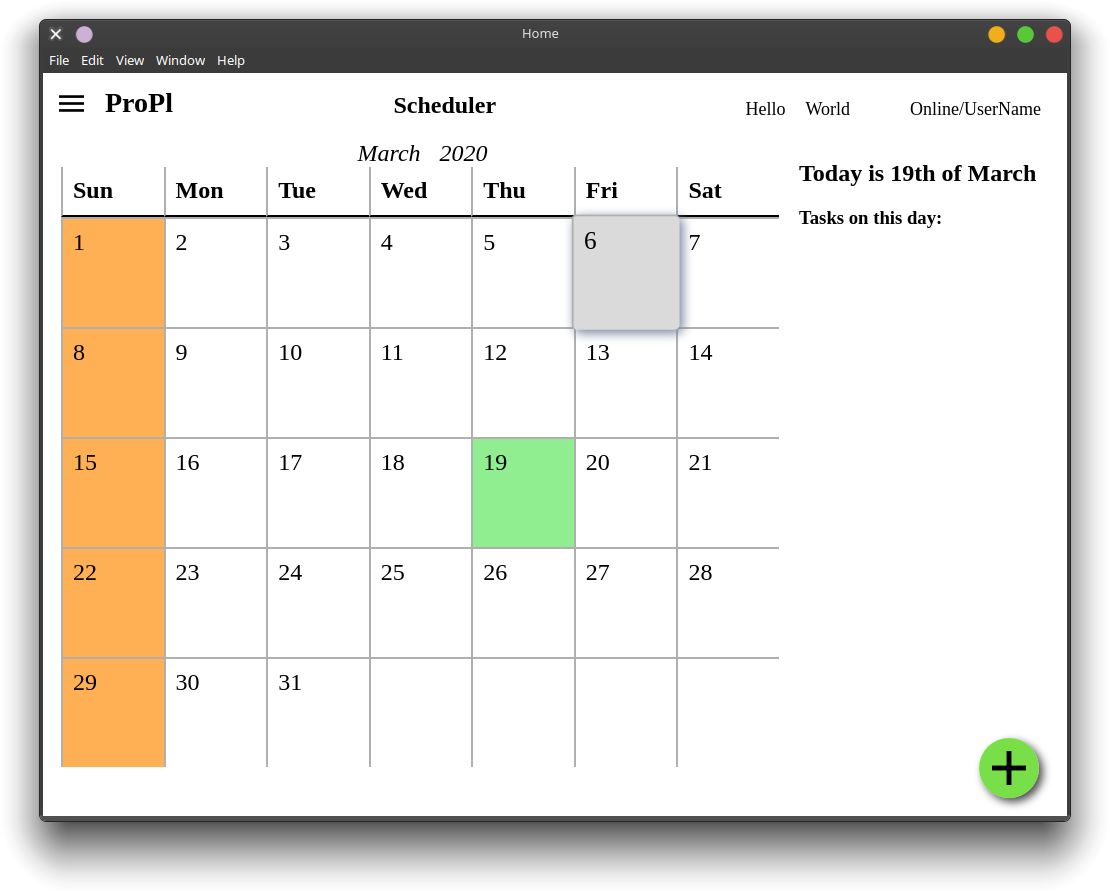 Home
File Edit View Window Help
ProPl Scheduler Hello World Online/UserName
March 2020
Today is 19th of March
Sun Mon Tue Wed Thu Fri Sat
Tasks on this day:
1 2 3 4 5 6 7
8 9 10 11 12 13 14
15 16 17 18 19 20 21
22 23 24 25 26 27 28
29 30 31